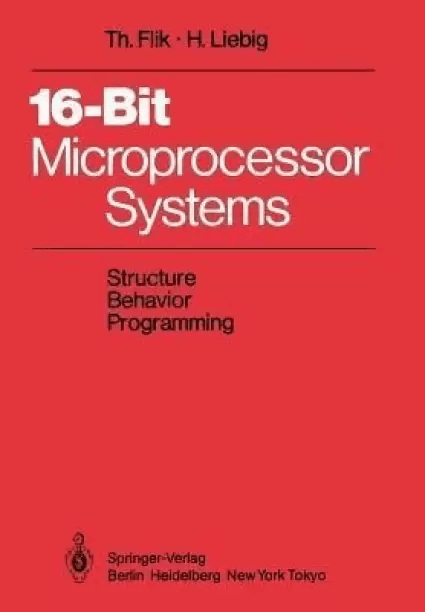 Th. Flik · H. Liebig
16-Bit
Microprocessor
Systems
Structure
Behavior
Programming
Springer-Verlag
Berlin Heidelberg New York Tokyo